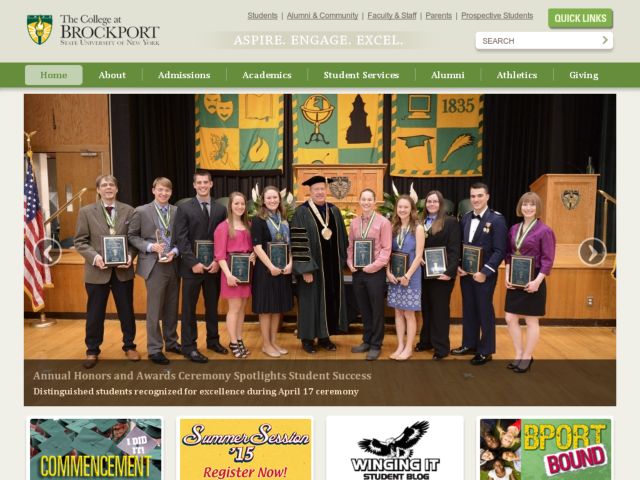 The College at
BROCKPORT
STATE UNIVERSITY OF NEW YORK
Students | Alumni & Community | Faculty & Staff | Parents | Prospective Students
QUICK LINKS
ASPIRE. ENGAGE. EXCEL.
SEARCH
Home About Admissions Academics Student Services Alumni Athletics Giving
1835
Annual Honors and Awards Ceremony Spotlights Student Success
Distinguished students recognized for excellence during April 17 ceremony
I DID IT!
COMMENCEMENT
Summer Session
'15
Register Now!
WINGING IT
STUDENT BLOG
BPORT
BOUND